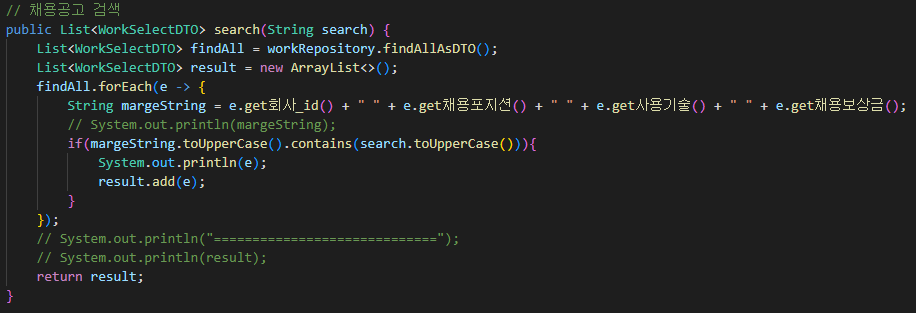 // 채용공고 검색
public List<WorkSelectDTO> search(String search) {
    List<WorkSelectDTO> findAll = workRepository.findAllAsDTO();
    List<WorkSelectDTO> result = new ArrayList<>();
    findAll.forEach(e -> {
        String margeString = e.get회사_id() + " " + e.get채용포지션() + " " + e.get사용기술() + " " + e.get채용보상금();
        // System.out.println(margeString);
        if(margeString.toUpperCase().contains(search.toUpperCase())){
            System.out.println(e);
            result.add(e);
        }
    });
    // System.out.println("=============================");
    // System.out.println(result);
    return result;
}